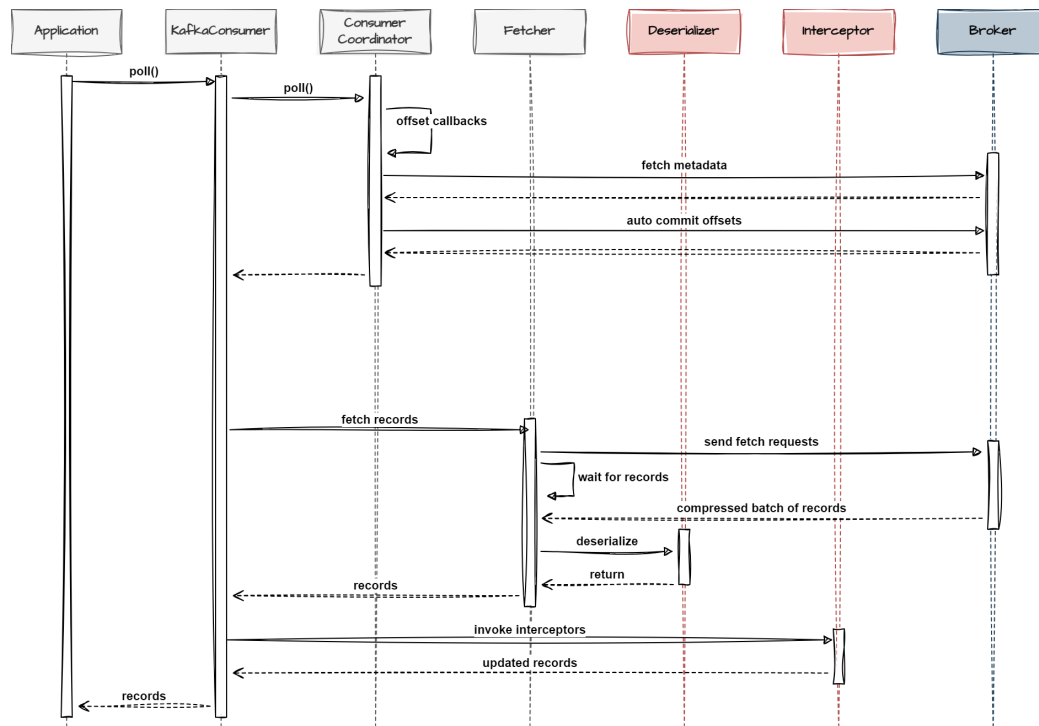 Application
KafkaConsumer
Consumer
Coordinator
Fetcher
Deserializer
Interceptor
Broker
poll()
poll()
offset callbacks
fetch metadata
auto commit offsets
fetch records
send fetch requests
wait for records
compressed batch of records
deserialize
return
records
invoke interceptors
updated records
records